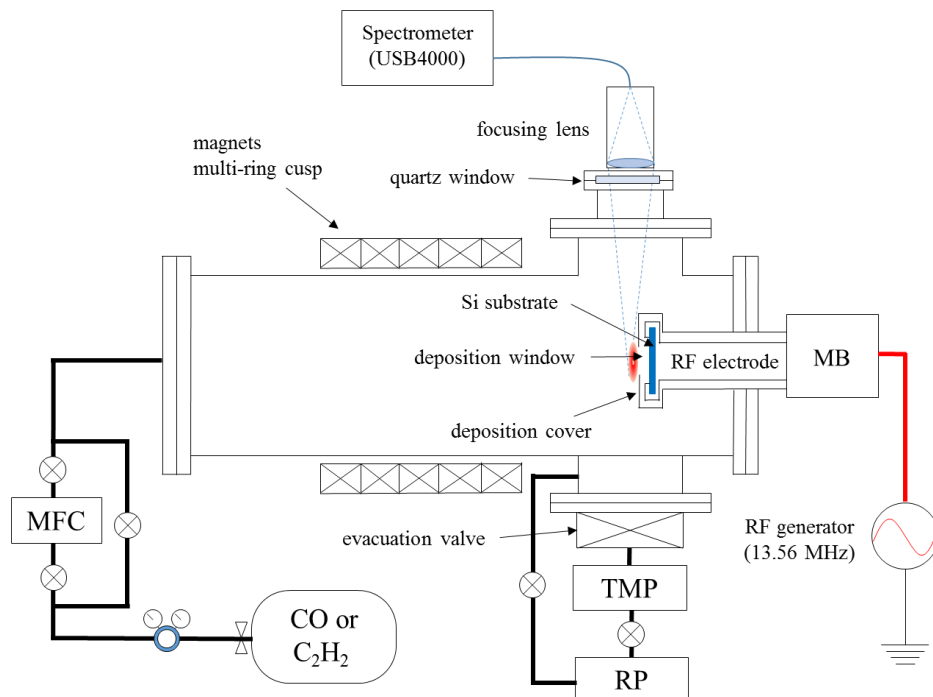 Spectrometer
(USB4000)
focusing lens
magnets
multi-ring cusp
quartz window
Si substrate
deposition window
RF electrode
MB
deposition cover
MFC
evacuation valve
RF generator
(13.56 MHz)
TMP
CO or
C₂H₂
RP